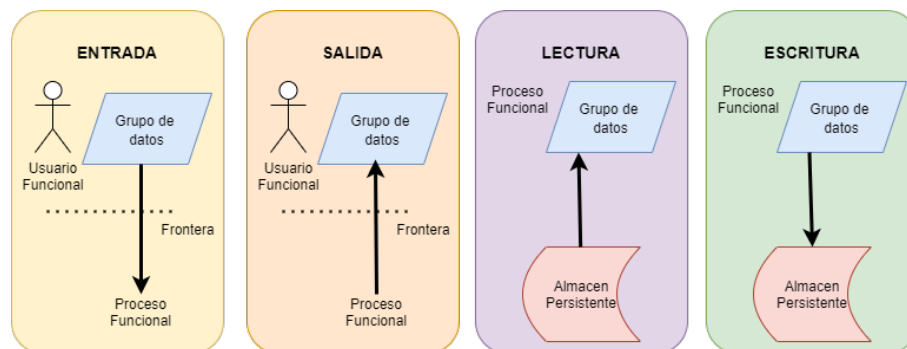 ENTRADA
Grupo de
datos
Usuario
Funcional
Frontera
Proceso
Funcional
SALIDA
Grupo de
datos
Usuario
Funcional
Frontera
Proceso
Funcional
LECTURA
Proceso
Funcional
Grupo de
datos
Almacen
Persistente
ESCRITURA
Proceso
Funcional
Grupo de
datos
Almacen
Persistente